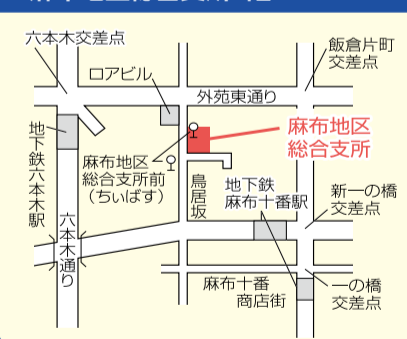 六本木交差点
飯倉片町
交差点
ロアビル
外苑東通り
麻布地区
総合支所
地下鉄六本木駅
麻布地区
総合支所前
(ちぃばす)
鳥居坂
地下鉄
麻布十番駅
新一の橋
交差点
六本木通り
麻布十番
商店街
一の橋
交差点